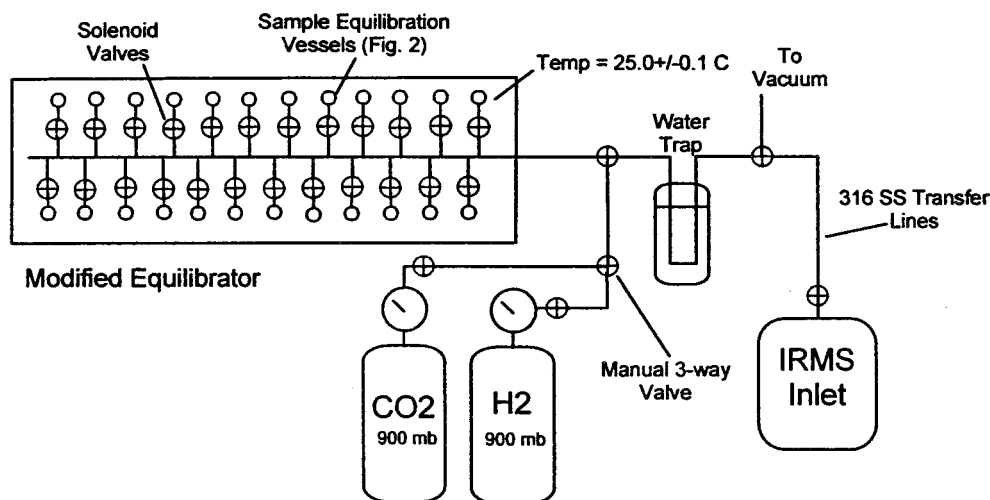 Solenoid
Valves
Sample Equilibration
Vessels (Fig. 2)
Temp = 25.0+/-0.1 C
To
Vacuum
Water
Trap
316 SS Transfer
Lines
Modified Equilibrator
Manual 3-way
Valve
CO2
900 mb
H2
900 mb
IRMS
Inlet